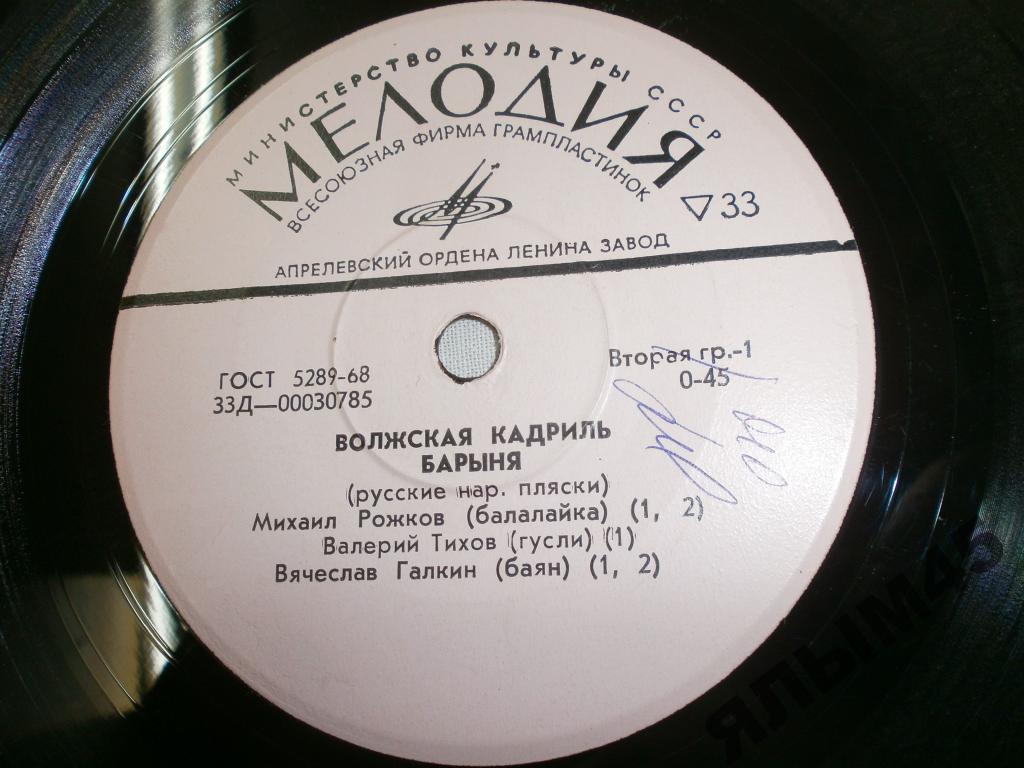 МИНИСТЕРСТВО КУЛЬТУРЫ СССР
МЕЛОДИЯ
ВСЕСОЮЗНАЯ ФИРМА ГРАМПЛАСТИНОК
33
АПРЕЛЕВСКИЙ ОРДЕНА ЛЕНИНА ЗАВОД
ГОСТ 5289-68
33Д—00030785
Вторая гр.-1
0-45
ВОЛЖСКАЯ КАДРИЛЬ
БАРЫНЯ
(русские нар. пляски)
Михаил Рожков (балалайка) (1, 2)
Валерий Тихов (гусли) (1)
Вячеслав Галкин (баян) (1, 2)
ЯЛЫМ45